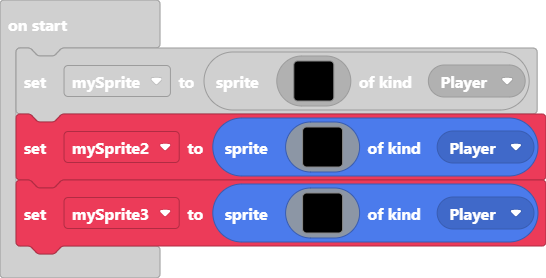 on start
set mySprite to sprite of kind Player
set mySprite2 to sprite of kind Player
set mySprite3 to sprite of kind Player